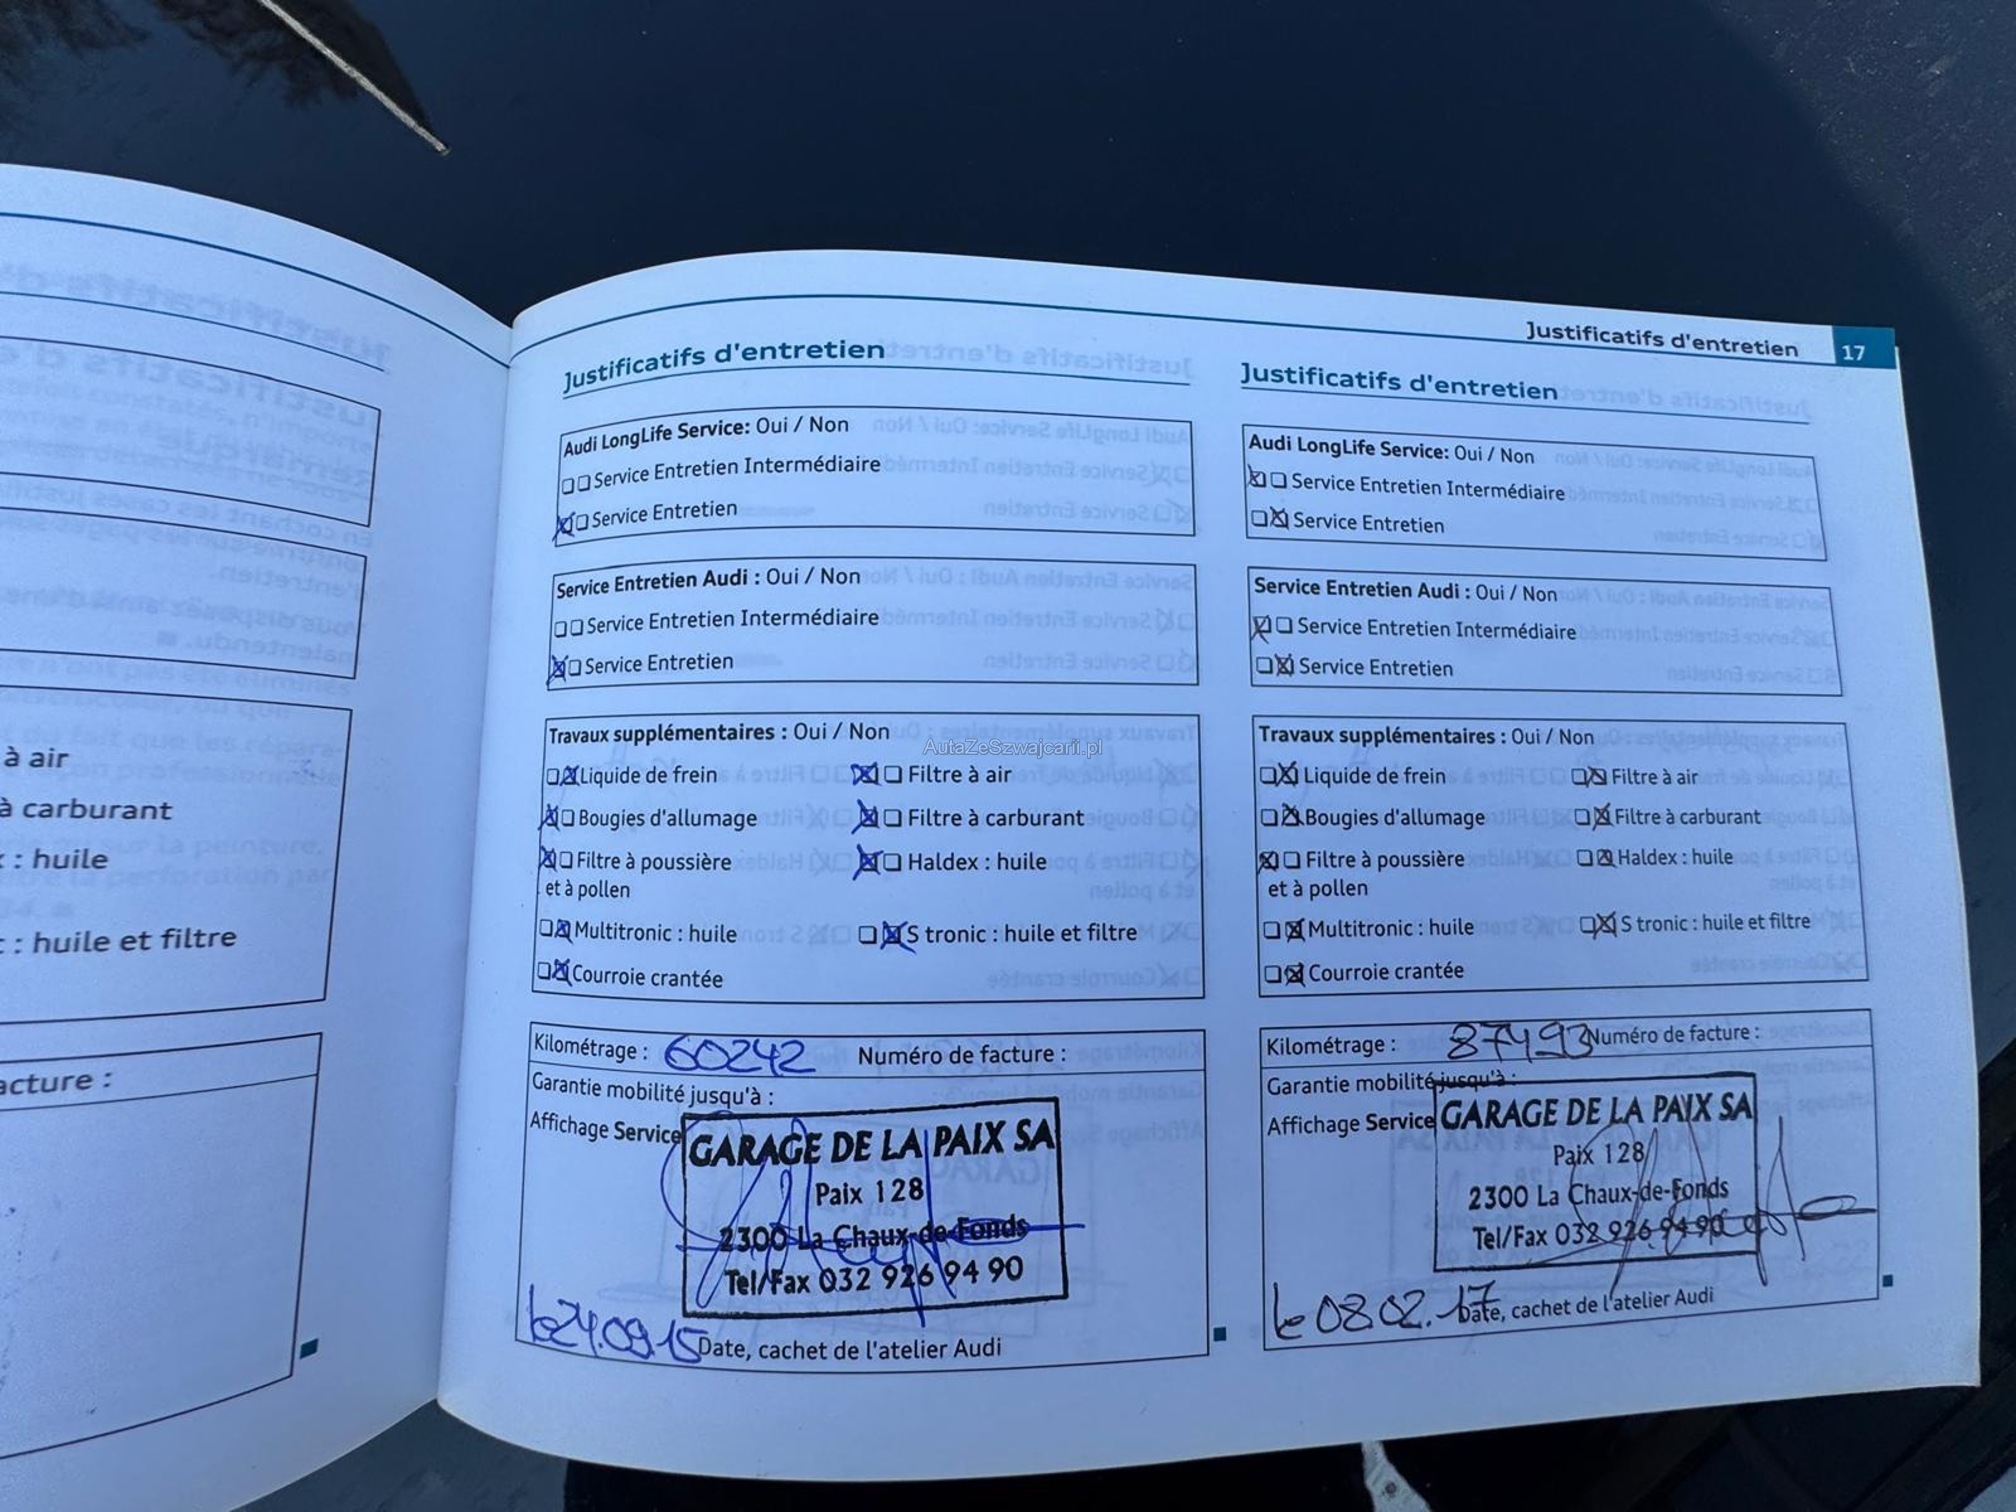 à air
à carburant
: huile
: huile et filtre
acture :
Justificatifs d'entretien 17
Justificatifs d'entretien
Audi LongLife Service: Oui / Non
Service Entretien Intermédiaire
Service Entretien
Service Entretien Audi : Oui / Non
Service Entretien Intermédiaire
Service Entretien
Travaux supplémentaires : Oui / Non
Liquide de frein Filtre à air
Bougies d'allumage Filtre à carburant
Filtre à poussière Haldex : huile
et à pollen
Multitronic : huile S tronic : huile et filtre
Courroie crantée
Kilométrage : 60242 Numéro de facture :
Garantie mobilité jusqu'à :
Affichage Service
GARAGE DE LA PAIX SA
Paix 128
2300 La Chaux-de-Fonds
Tel/Fax 032 926 94 90
le 24.09.15 Date, cachet de l'atelier Audi
Justificatifs d'entretien
Audi LongLife Service: Oui / Non
Service Entretien Intermédiaire
Service Entretien
Service Entretien Audi : Oui / Non
Service Entretien Intermédiaire
Service Entretien
Travaux supplémentaires : Oui / Non
Liquide de frein Filtre à air
Bougies d'allumage Filtre à carburant
Filtre à poussière Haldex : huile
et à pollen
Multitronic : huile S tronic : huile et filtre
Courroie crantée
Kilométrage : 87493 Numéro de facture :
Garantie mobilité jusqu'à :
Affichage Service
GARAGE DE LA PAIX SA
Paix 128
2300 La Chaux-de-Fonds
Tel/Fax 032 926 94 90
le 08.02.17 Date, cachet de l'atelier Audi
AutaZeSzwajcarii.pl